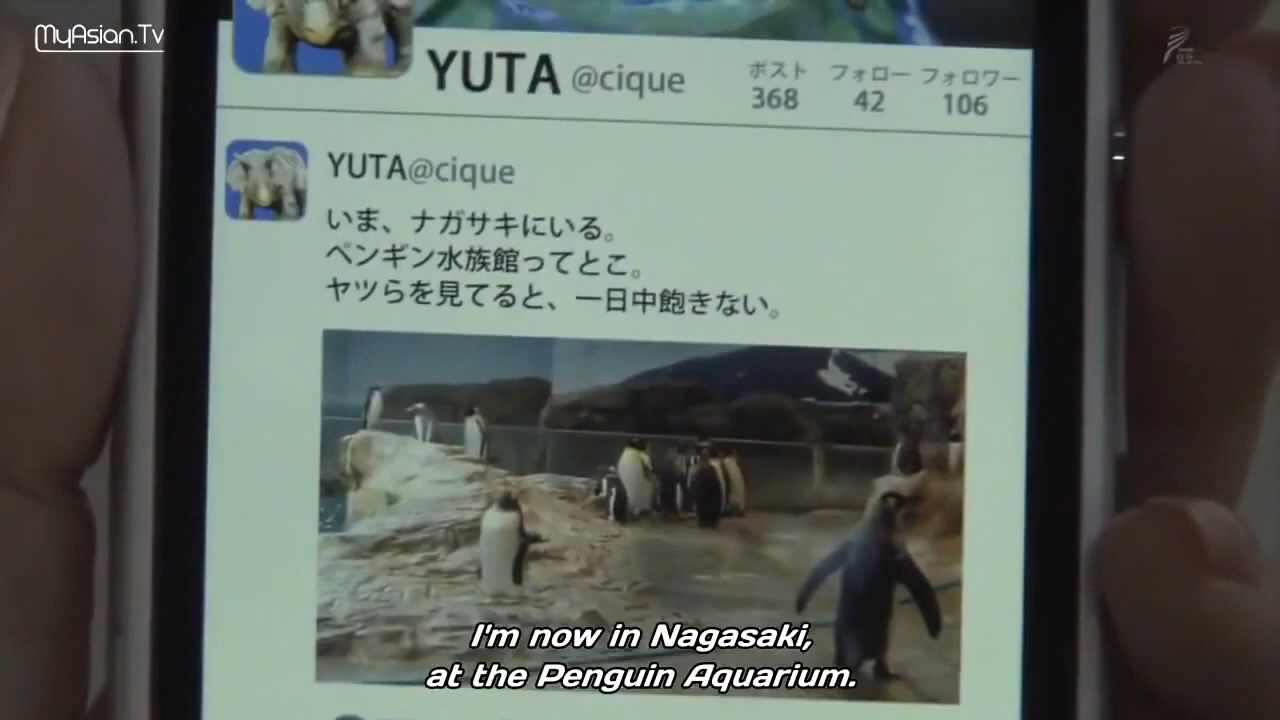 MyAsian.Tv
YUTA @cique
ポスト フォロー フォロワー
368 42 106
YUTA@cique
いま、ナガサキにいる。
ペンギン水族館ってとこ。
ヤツらを見てると、一日中飽きない。
I'm now in Nagasaki,
at the Penguin Aquarium.